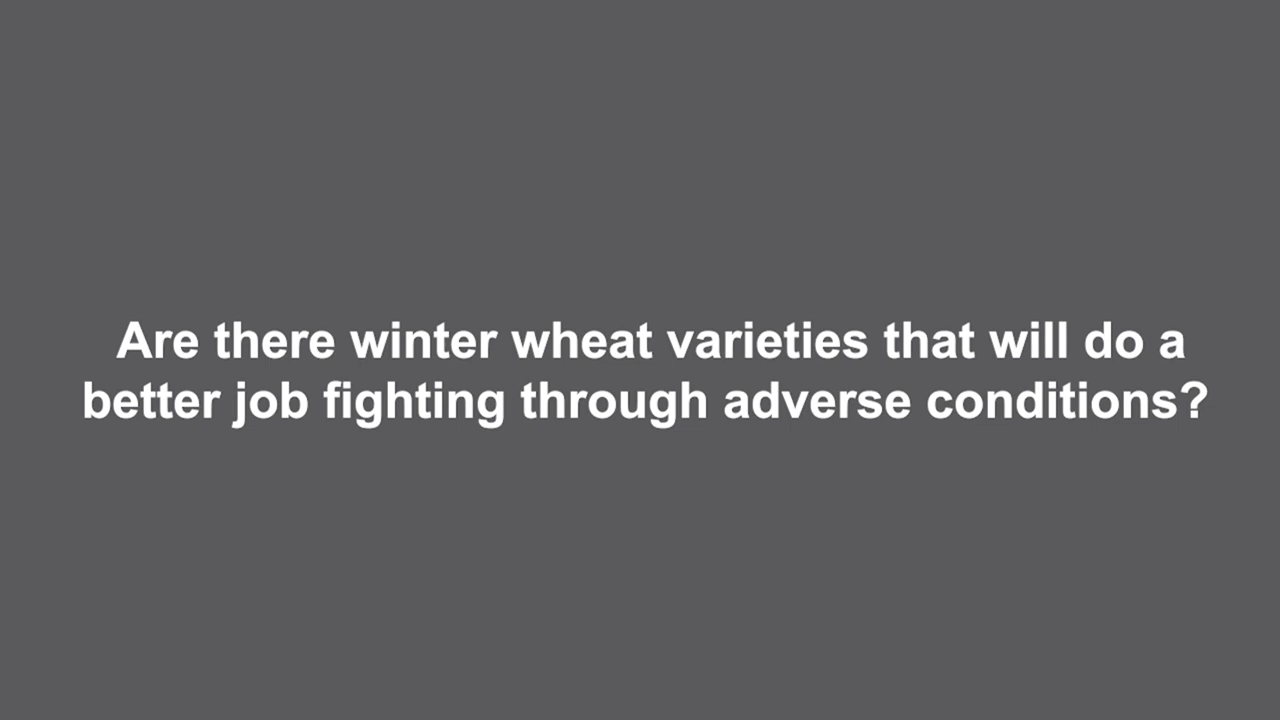 Are there winter wheat varieties that will do a
better job fighting through adverse conditions?